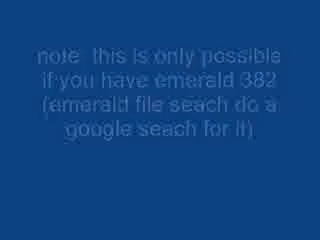 note  this is only possible
if you have emerald 382
(emerald file seach do a
google seach for it)